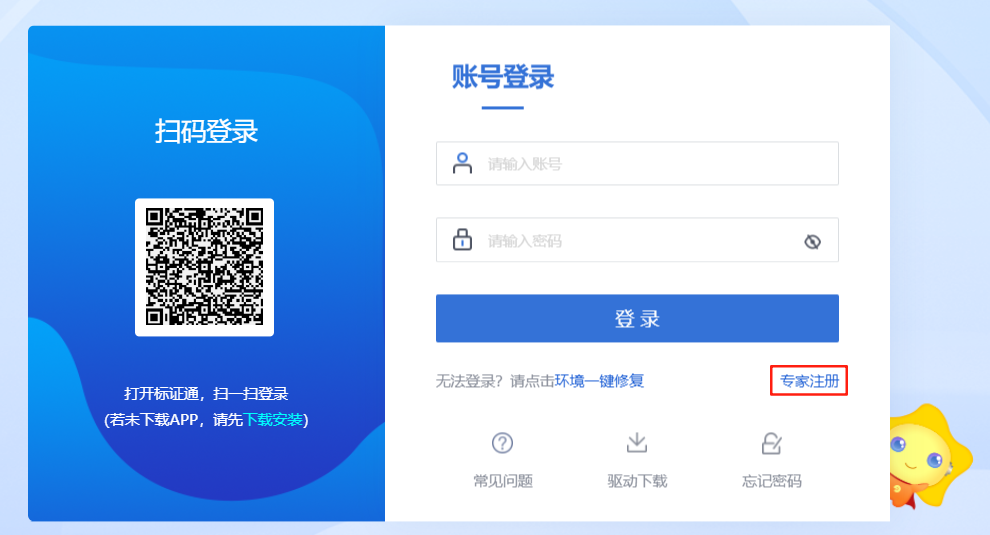 扫码登录
打开标证通，扫一扫登录
(若未下载APP，请先下载安装)
账号登录
请输入账号
请输入密码
登录
无法登录？请点击环境一键修复
专家注册
常见问题
驱动下载
忘记密码